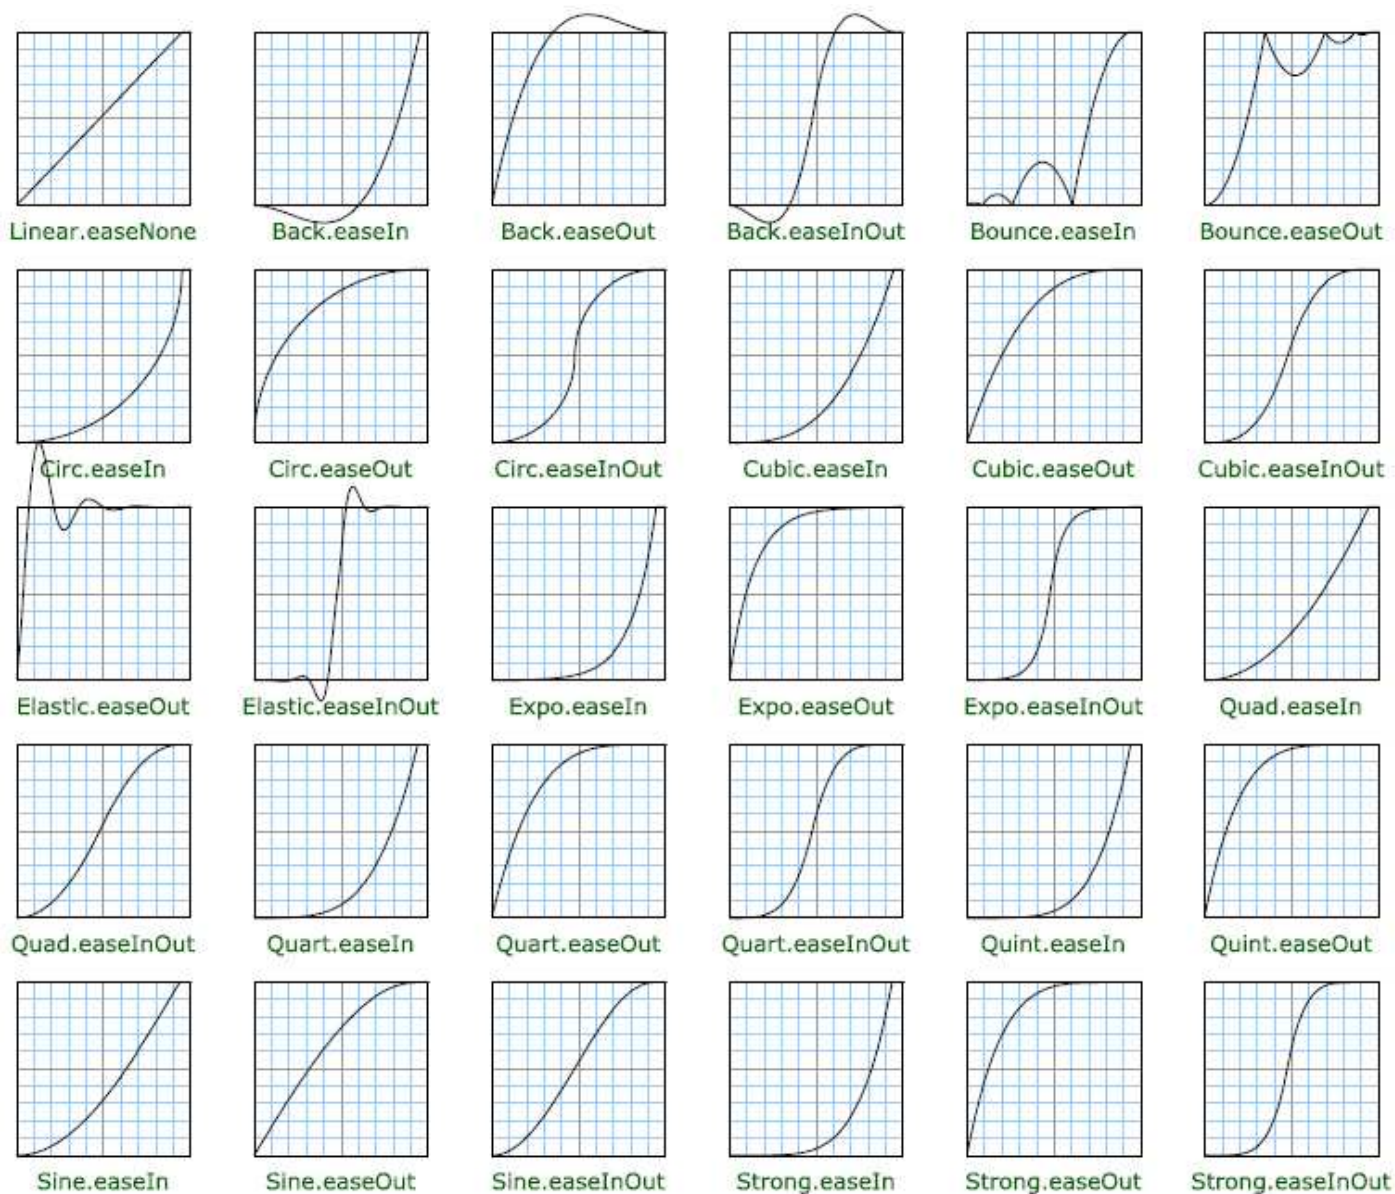 Linear.easeNone Back.easeIn Back.easeOut Back.easeInOut Bounce.easeIn Bounce.easeOut
Circ.easeIn Circ.easeOut Circ.easeInOut Cubic.easeIn Cubic.easeOut Cubic.easeInOut
Elastic.easeOut Elastic.easeInOut Expo.easeIn Expo.easeOut Expo.easeInOut Quad.easeIn
Quad.easeInOut Quart.easeIn Quart.easeOut Quart.easeInOut Quint.easeIn Quint.easeOut
Sine.easeIn Sine.easeOut Sine.easeInOut Strong.easeIn Strong.easeOut Strong.easeInOut